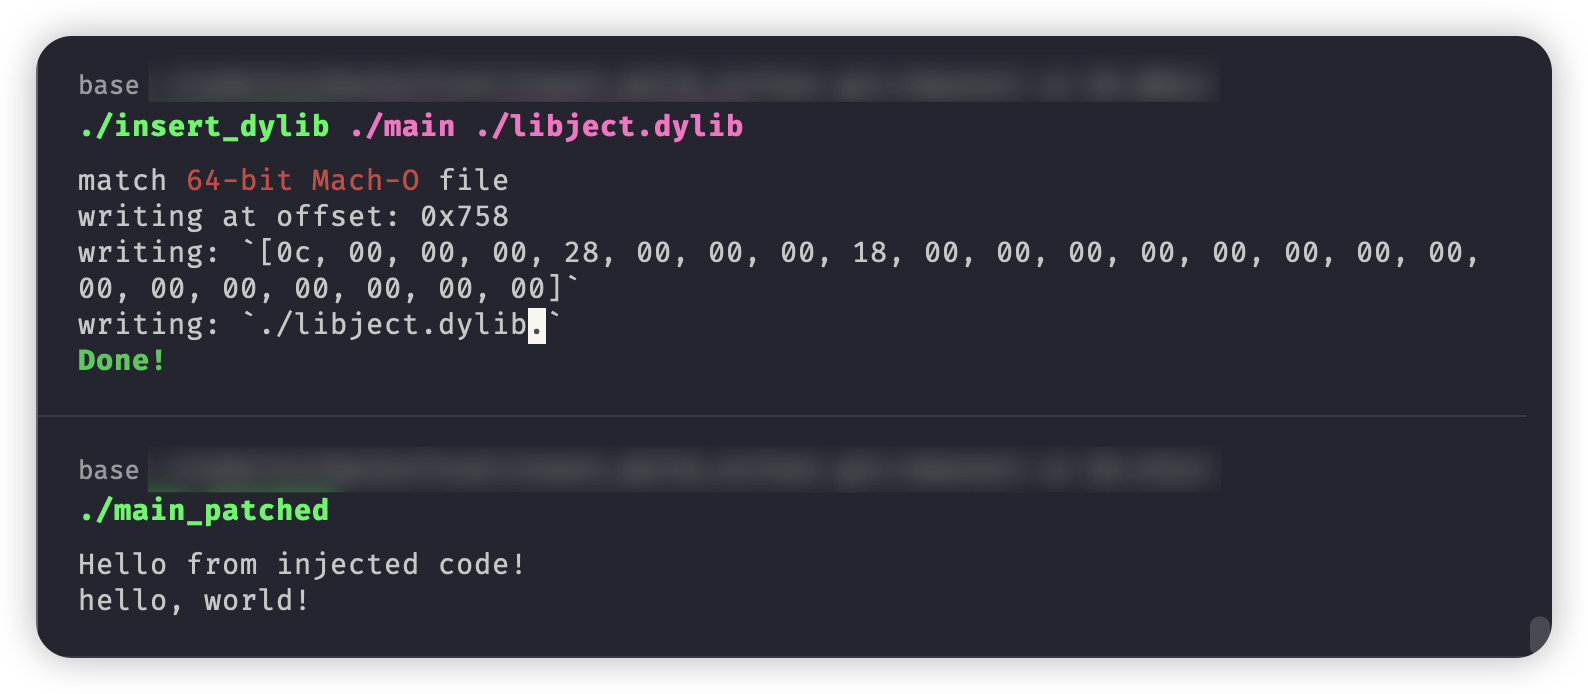 base
./insert_dylib ./main ./libject.dylib
match 64-bit Mach-O file
writing at offset: 0x758
writing: `[0c, 00, 00, 00, 28, 00, 00, 00, 18, 00, 00, 00, 00, 00, 00, 00, 00,
00, 00, 00, 00, 00, 00, 00]`
writing: `./libject.dylib.`
Done!
base
./main_patched
Hello from injected code!
hello, world!